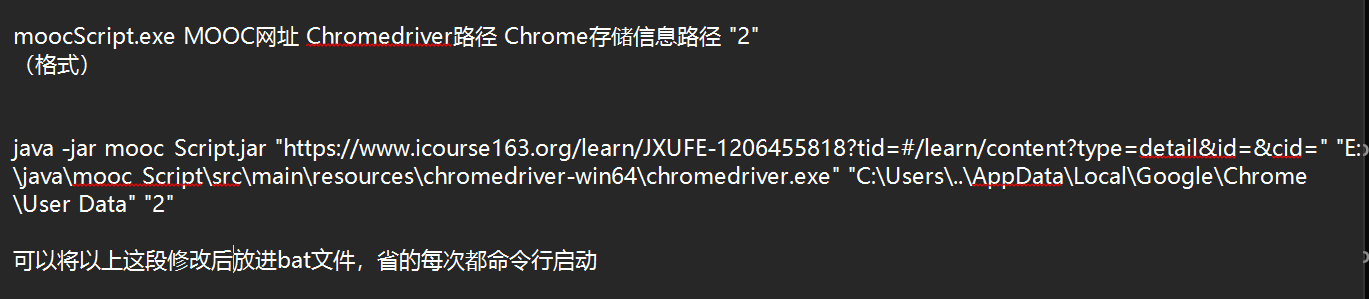 moocScript.exe MOOC网址 Chromedriver路径 Chrome存储信息路径 "2"
（格式）
java -jar mooc_Script.jar "https://www.icourse163.org/learn/JXUFE-1206455818?tid=#/learn/content?type=detail&id=&cid=" "E:
\java\mooc_Script\src\main\resources\chromedriver-win64\chromedriver.exe" "C:\Users\..\AppData\Local\Google\Chrome
\User Data" "2"
可以将以上这段修改后放进bat文件，省的每次都命令行启动